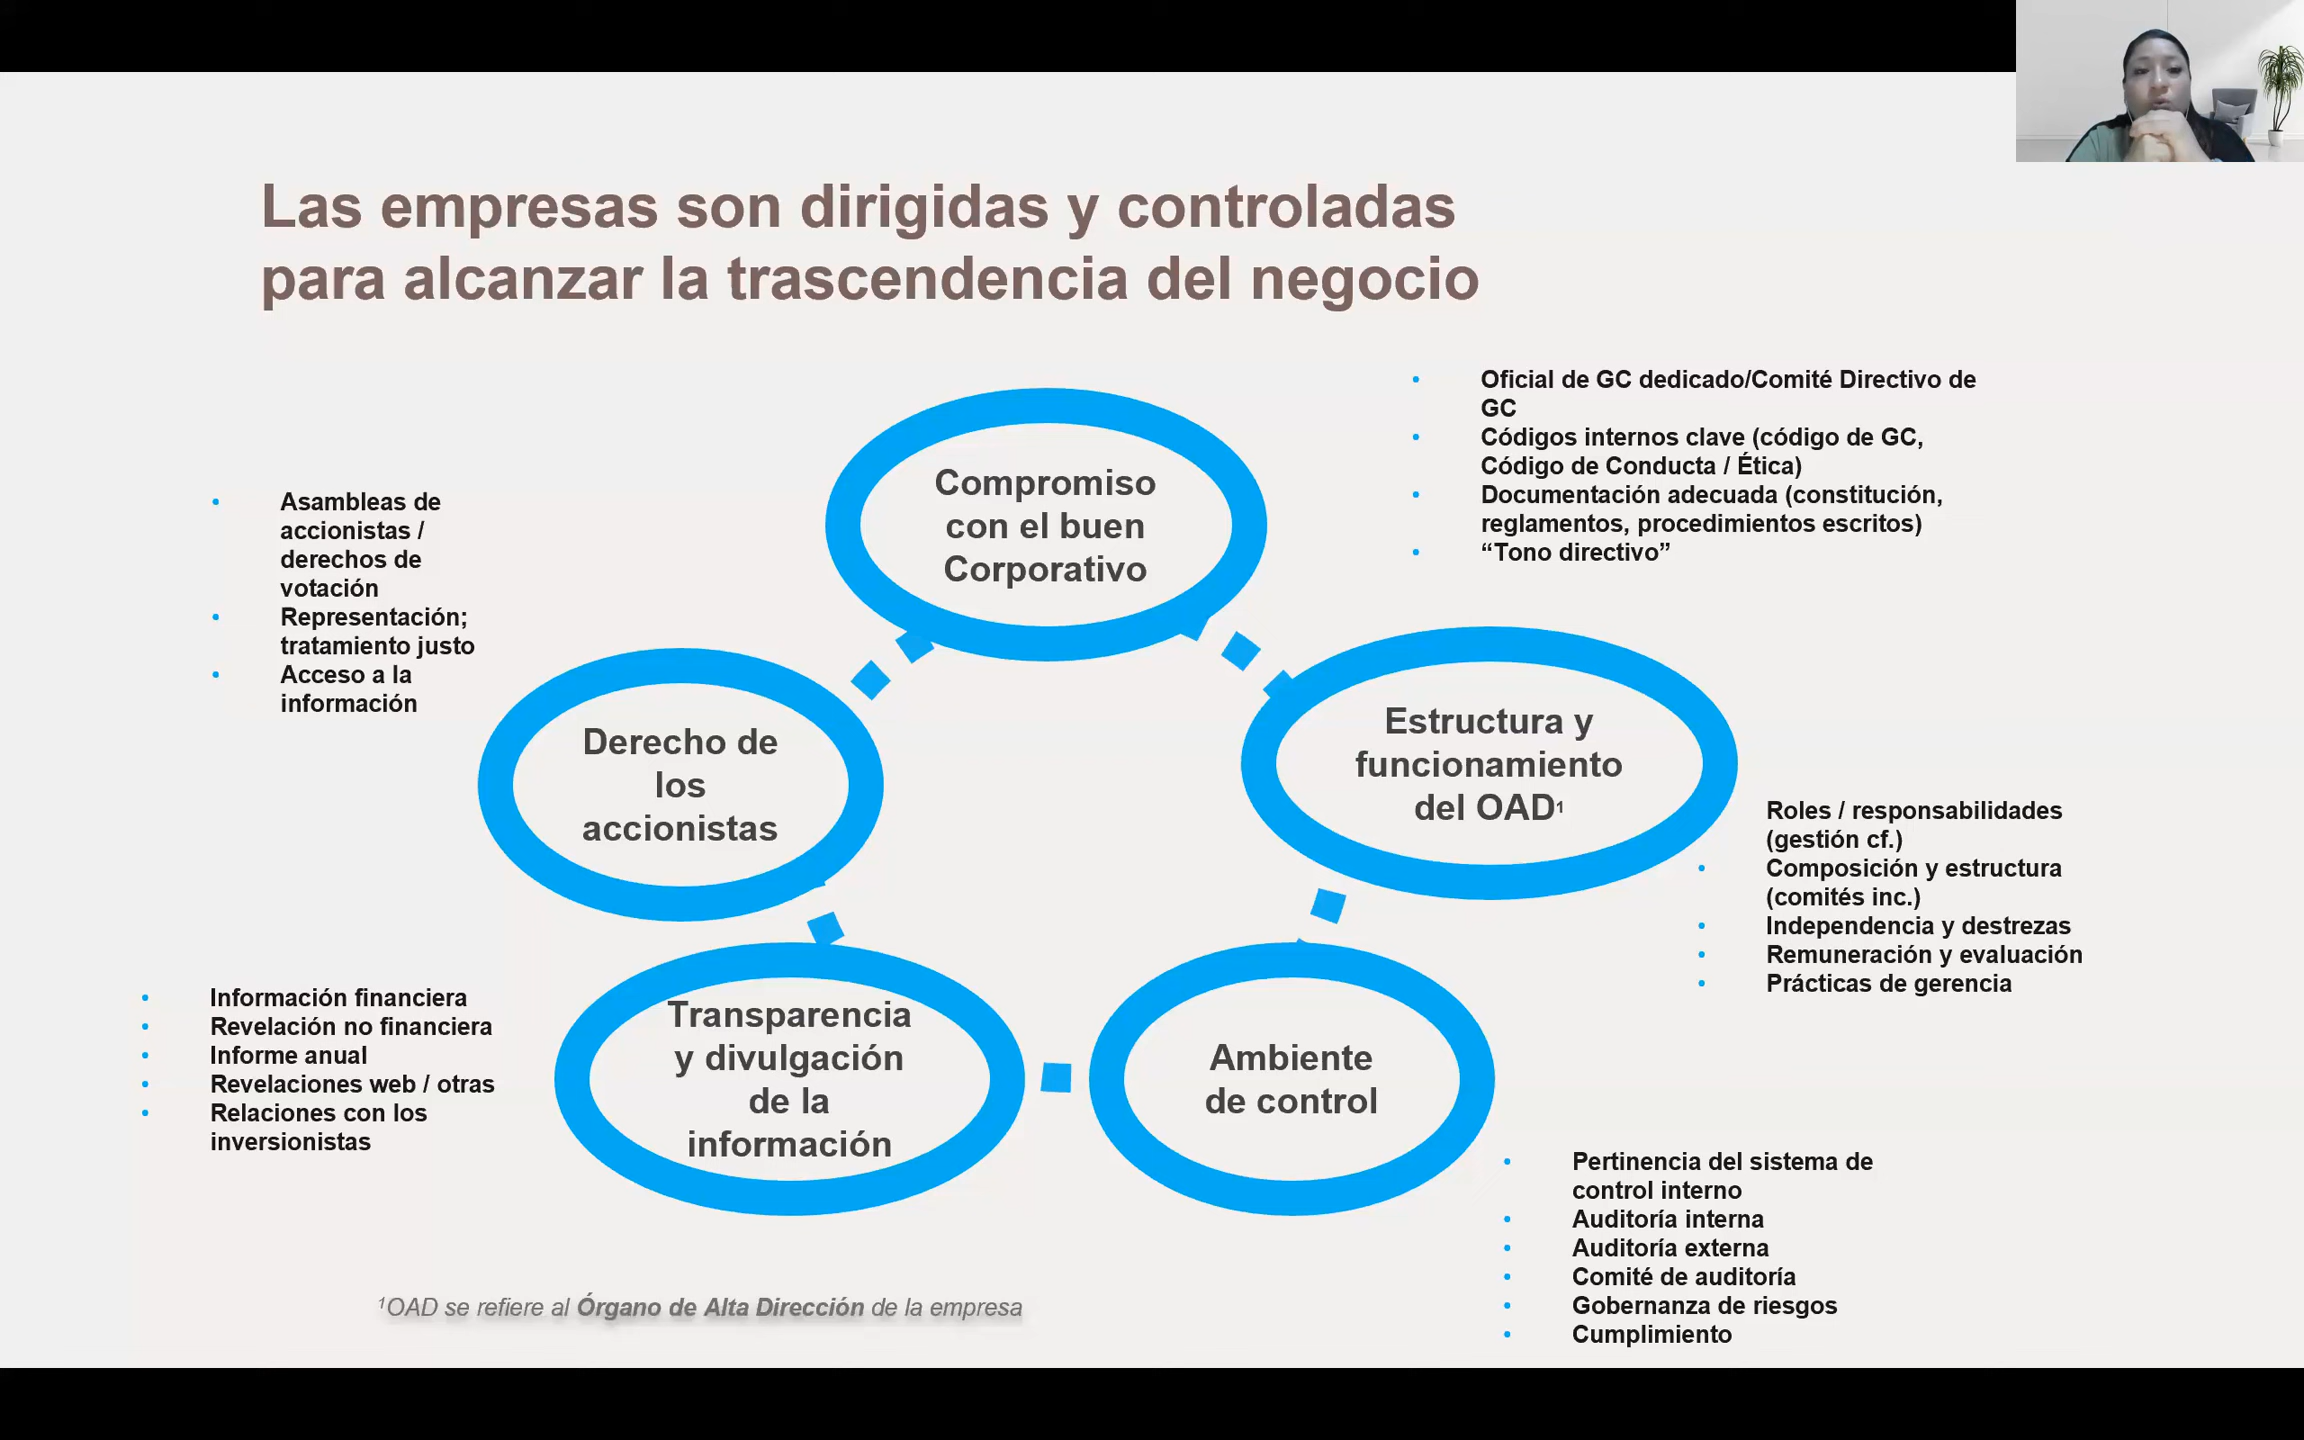 Las empresas son dirigidas y controladas
para alcanzar la trascendencia del negocio
Compromiso
con el buen
Corporativo
• Oficial de GC dedicado/Comité Directivo de
GC
• Códigos internos clave (código de GC,
Código de Conducta / Ética)
• Documentación adecuada (constitución,
reglamentos, procedimientos escritos)
• “Tono directivo”
• Asambleas de
accionistas /
derechos de
votación
• Representación;
tratamiento justo
• Acceso a la
información
Derecho de
los
accionistas
Estructura y
funcionamiento
del OAD¹
Roles / responsabilidades
(gestión cf.)
• Composición y estructura
(comités inc.)
• Independencia y destrezas
• Remuneración y evaluación
• Prácticas de gerencia
• Información financiera
• Revelación no financiera
• Informe anual
• Revelaciones web / otras
• Relaciones con los
inversionistas
Transparencia
y divulgación
de la
información
Ambiente
de control
• Pertinencia del sistema de
control interno
• Auditoría interna
• Auditoría externa
• Comité de auditoría
• Gobernanza de riesgos
• Cumplimiento
¹OAD se refiere al Órgano de Alta Dirección de la empresa